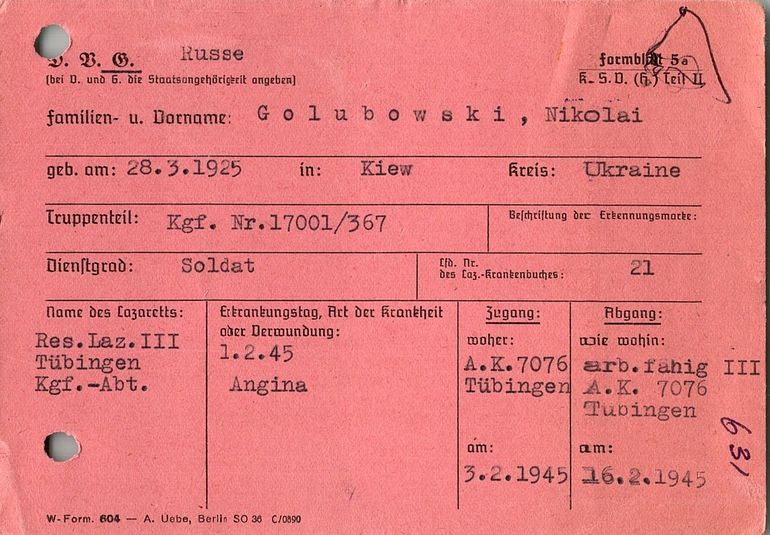 D. V. G. Russe
(bei V. und G. die Staatsangehörigkeit angeben)
Formblatt 5a
K. S. D. (H.) Teil II
Familien- u. Vorname: Golubowski, Nikolai
geb. am: 28.3.1925 in: Kiew Kreis: Ukraine
Truppenteil: Kgf. Nr.17001/367 Beschriftung der Erkennungsmarke:
Dienstgrad: Soldat Lfd. Nr. des Laz.-Krankenbuches: 21
Name des Lazaretts:
Res.Laz.III
Tübingen
Kgf.-Abt.
Erkrankungstag, Art der Krankheit
oder Verwundung:
1.2.45
Angina
Zugang:
woher:
A.K.7076
Tübingen
am:
3.2.1945
Abgang:
wie wohin:
arb.fähig III
A.K. 7076
Tübingen
am:
16.2.1945
631
W-Form. 604 — A. Uebe, Berlin SO 36 C/0890